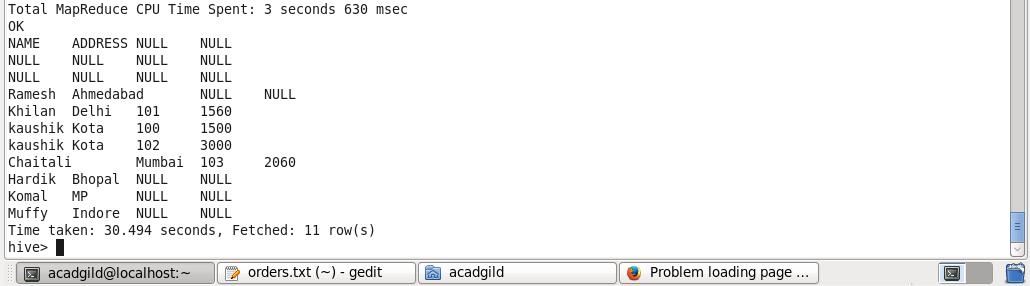 Total MapReduce CPU Time Spent: 3 seconds 630 msec
OK
NAME    ADDRESS NULL    NULL
NULL    NULL    NULL    NULL
NULL    NULL    NULL    NULL
Ramesh  Ahmedabad       NULL    NULL
Khilan  Delhi   101     1560
kaushik Kota    100     1500
kaushik Kota    102     3000
Chaitali        Mumbai  103     2060
Hardik  Bhopal  NULL    NULL
Komal   MP      NULL    NULL
Muffy   Indore  NULL    NULL
Time taken: 30.494 seconds, Fetched: 11 row(s)
hive>
acadgild@localhost:~ orders.txt (~) - gedit acadgild Problem loading page ...